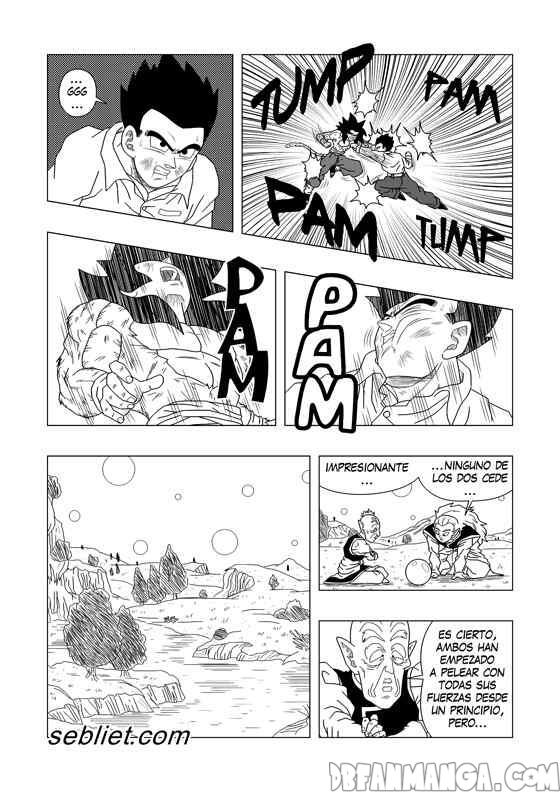 ...
GGG
...
TUMP
PAM
PAM
TUMP
PAM
PAM
IMPRESIONANTE
...
...NINGUNO DE
LOS DOS CEDE
...
ES CIERTO,
AMBOS HAN
EMPEZADO
A PELEAR CON
TODAS SUS
FUERZAS DESDE
UN PRINCIPIO,
PERO...
sebliet.com
DBFANMANGA.COM